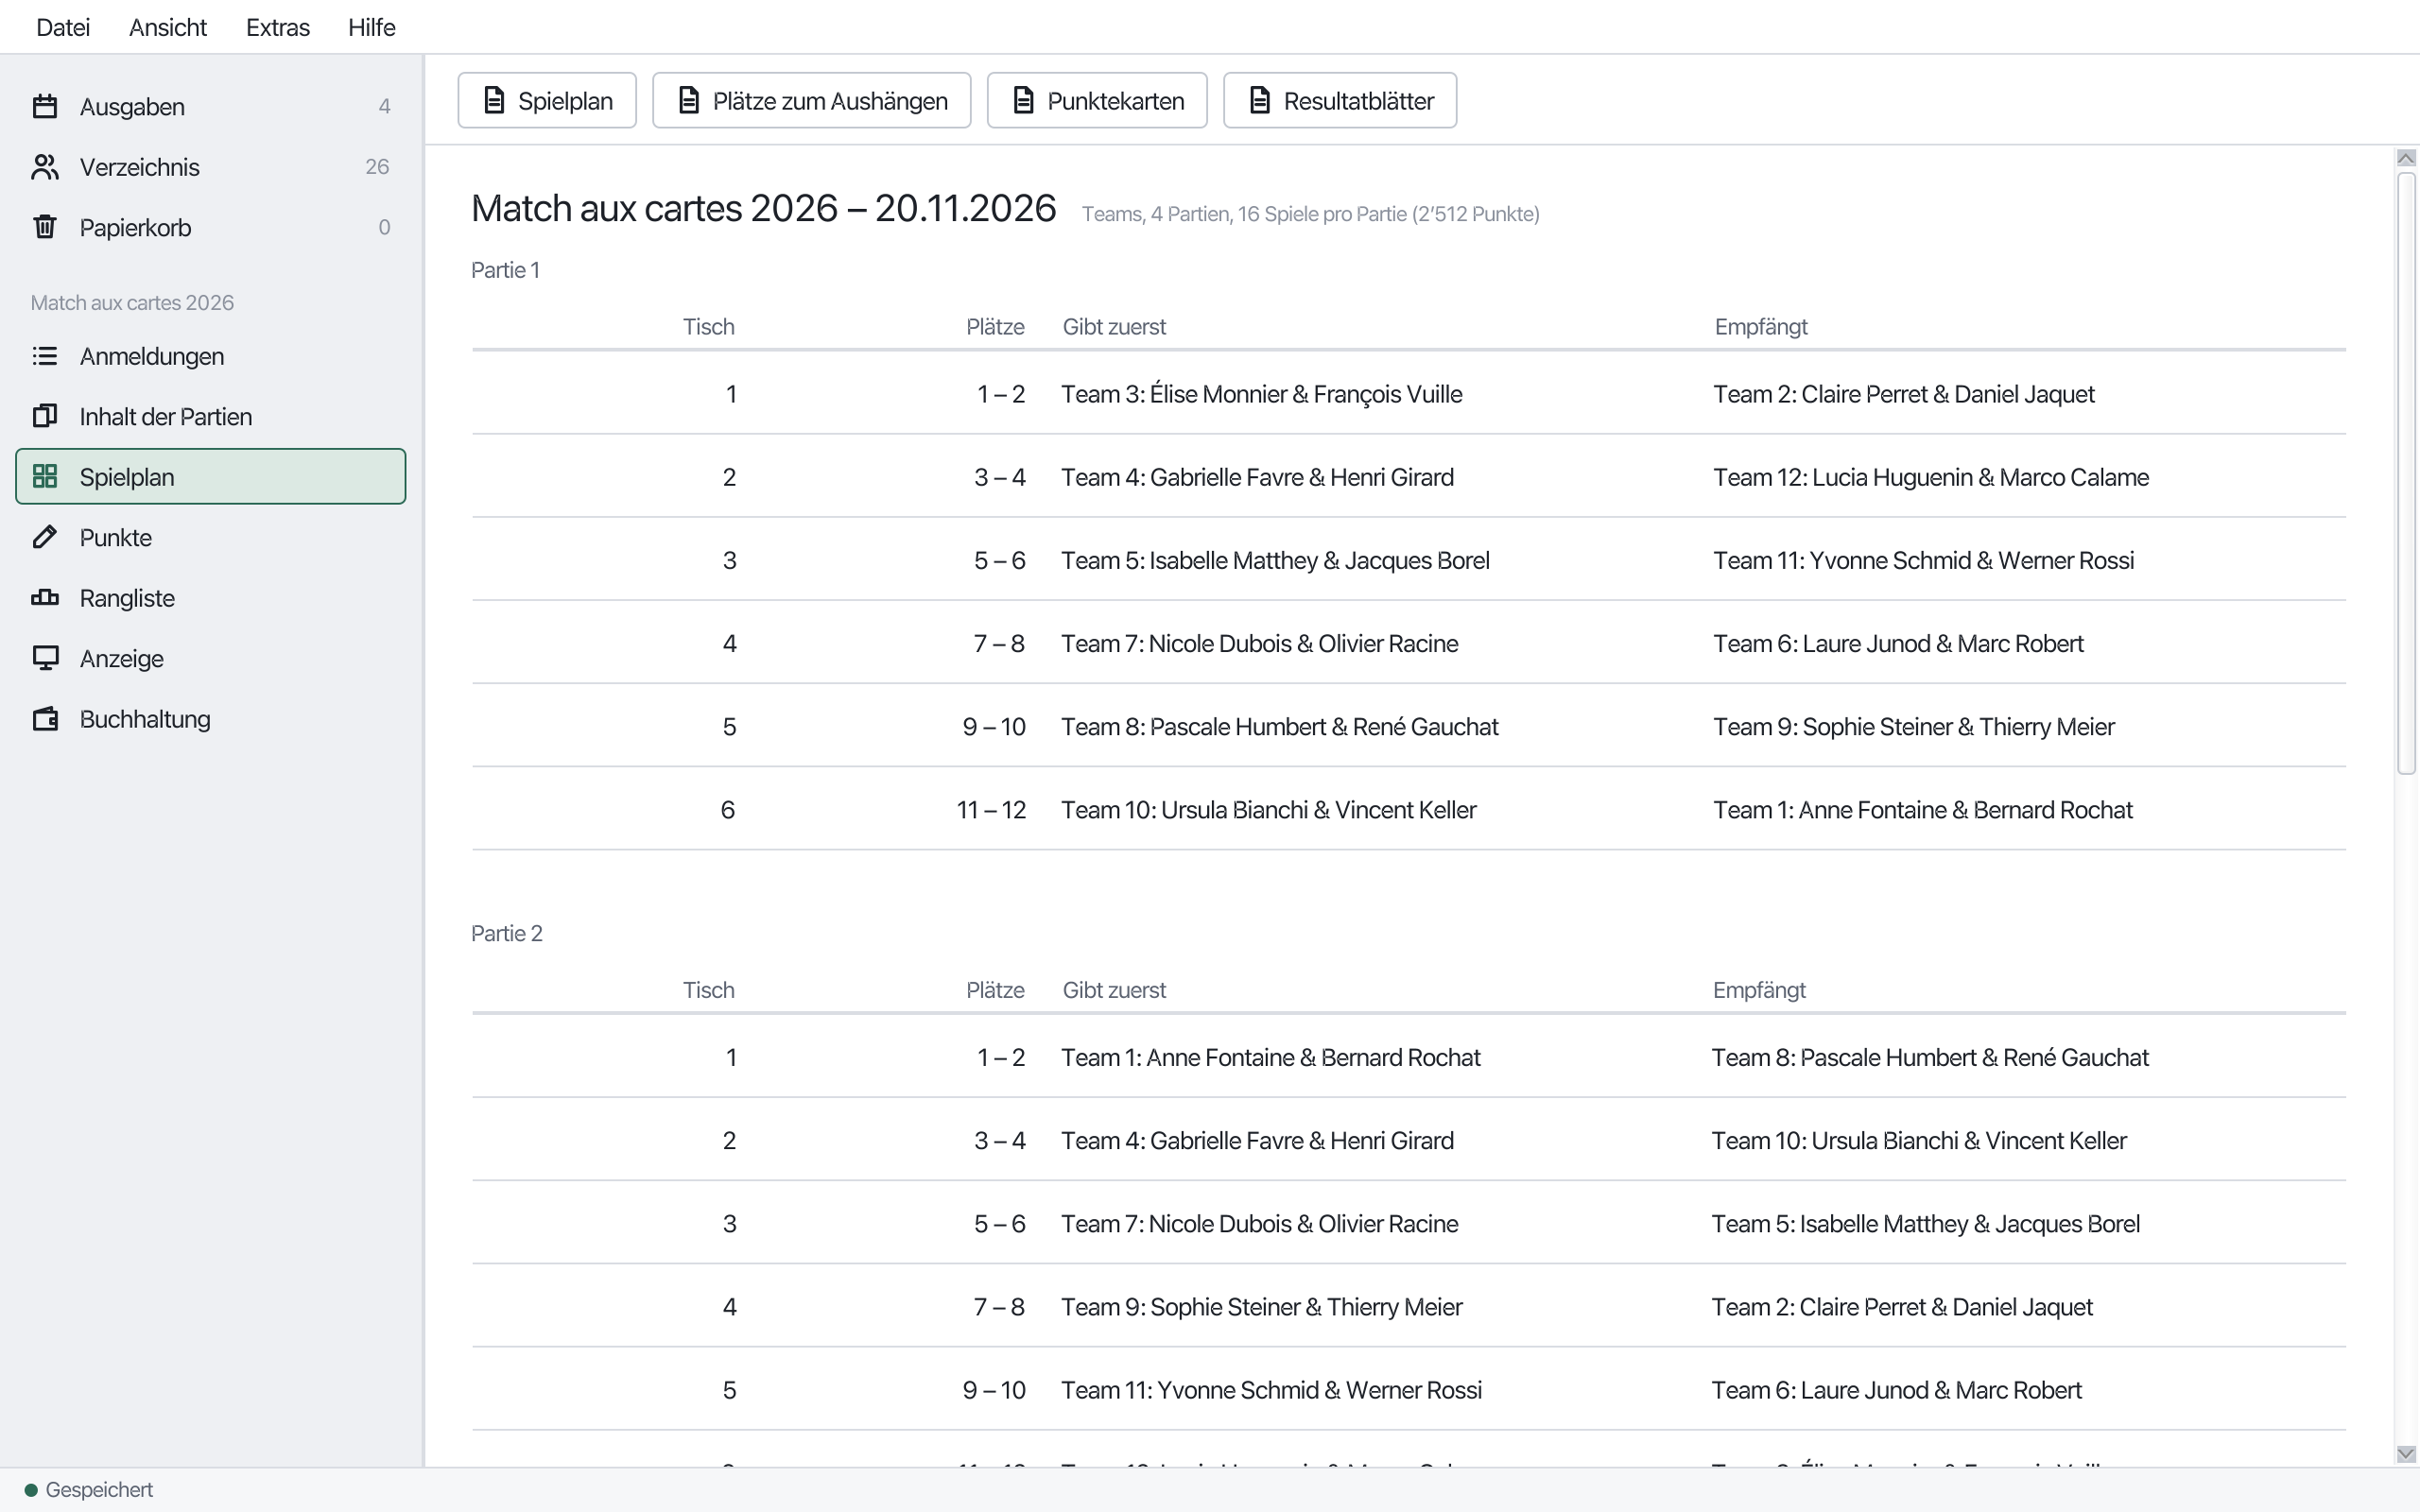 Datei Ansicht Extras Hilfe
Ausgaben 4
Verzeichnis 26
Papierkorb 0
Match aux cartes 2026
Anmeldungen
Inhalt der Partien
Spielplan
Punkte
Rangliste
Anzeige
Buchhaltung
Spielplan Plätze zum Aushängen Punktekarten Resultatblätter
Match aux cartes 2026 – 20.11.2026 Teams, 4 Partien, 16 Spiele pro Partie (2’512 Punkte)
Partie 1
Tisch Plätze Gibt zuerst Empfängt
1 1 – 2 Team 3: Élise Monnier & François Vuille Team 2: Claire Perret & Daniel Jaquet
2 3 – 4 Team 4: Gabrielle Favre & Henri Girard Team 12: Lucia Huguenin & Marco Calame
3 5 – 6 Team 5: Isabelle Matthey & Jacques Borel Team 11: Yvonne Schmid & Werner Rossi
4 7 – 8 Team 7: Nicole Dubois & Olivier Racine Team 6: Laure Junod & Marc Robert
5 9 – 10 Team 8: Pascale Humbert & René Gauchat Team 9: Sophie Steiner & Thierry Meier
6 11 – 12 Team 10: Ursula Bianchi & Vincent Keller Team 1: Anne Fontaine & Bernard Rochat
Partie 2
Tisch Plätze Gibt zuerst Empfängt
1 1 – 2 Team 1: Anne Fontaine & Bernard Rochat Team 8: Pascale Humbert & René Gauchat
2 3 – 4 Team 4: Gabrielle Favre & Henri Girard Team 10: Ursula Bianchi & Vincent Keller
3 5 – 6 Team 7: Nicole Dubois & Olivier Racine Team 5: Isabelle Matthey & Jacques Borel
4 7 – 8 Team 9: Sophie Steiner & Thierry Meier Team 2: Claire Perret & Daniel Jaquet
5 9 – 10 Team 11: Yvonne Schmid & Werner Rossi Team 6: Laure Junod & Marc Robert
Gespeichert